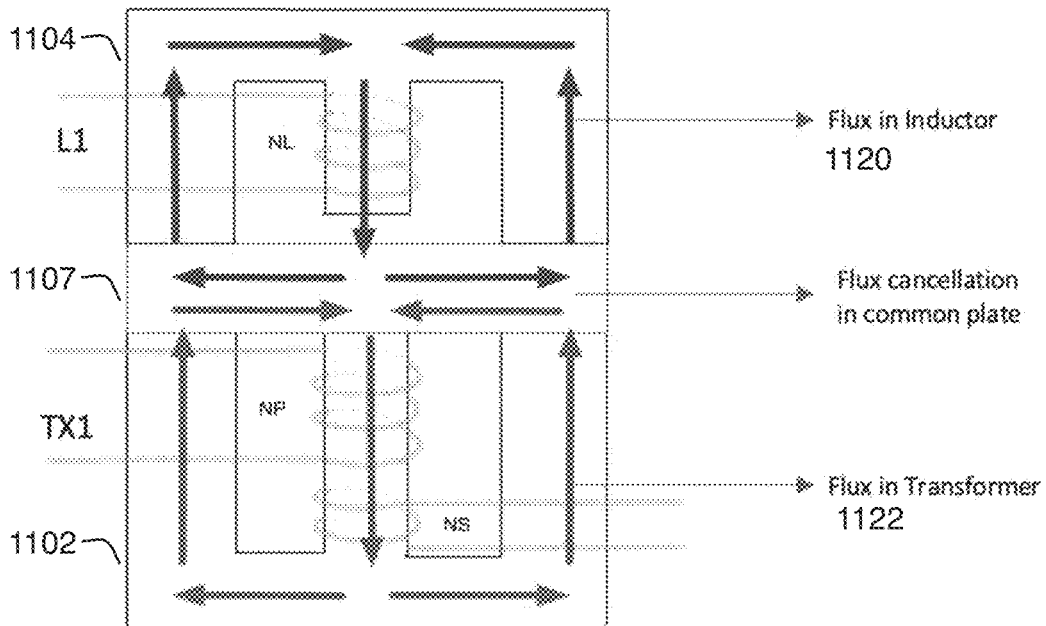 1104
L1
NL
Flux in Inductor
1120
1107
Flux cancellation
in common plate
TX1
NP
NS
Flux in Transformer
1122
1102